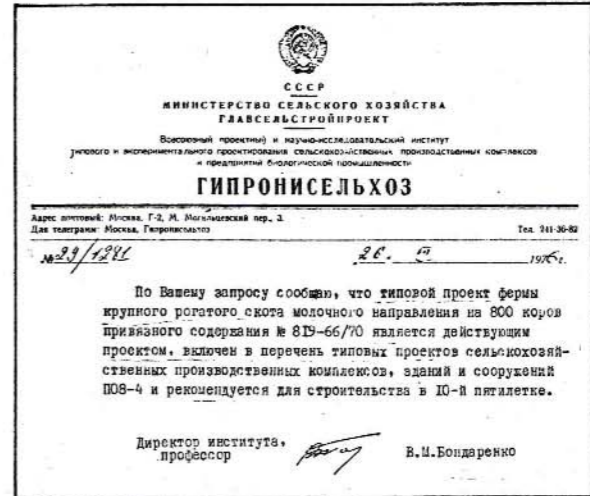 СССР
МИНИСТЕРСТВО СЕЛЬСКОГО ХОЗЯЙСТВА
ГЛАВСЕЛЬСТРОЙПРОЕКТ
Всесоюзный проектный и научно-исследовательский институт
типового и экспериментального проектирования сельскохозяйственных производственных комплексов
и предприятий биологической промышленности
ГИПРОНИСЕЛЬХОЗ
Адрес почтовый: Москва, Г-2, М. Могильцевский пер., 3.
Для телеграмм: Москва, Гипронисельхоз Тел. 241-36-82
№ 29/1281 26. 1976г.
По Вашему запросу сообщаю, что типовой проект фермы
крупного рогатого скота молочного направления на 800 коров
привязного содержания № 819-66/70 является действующим
проектом, включен в перечень типовых проектов сельскохозяй-
ственных производственных комплексов, зданий и сооружений
П08-4 и рекомендуется для строительства в 10-й пятилетке.
Директор института,
профессор В.М.Бондаренко